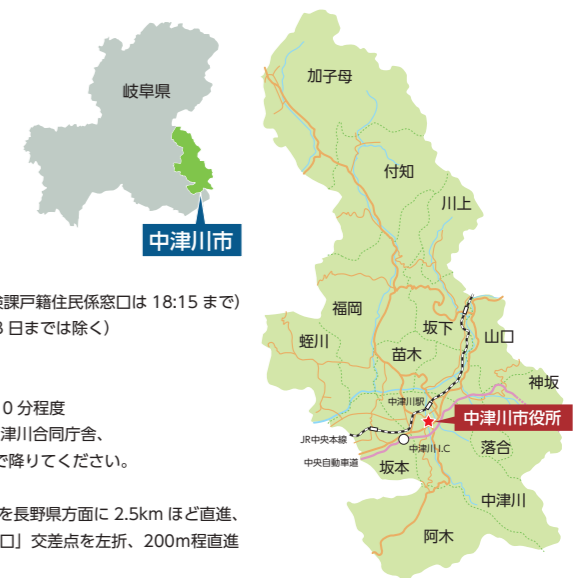 岐阜県
中津川市
課戸籍住民係窓口は 18:15 まで）
日までは除く）
0 分程度
津川合同庁舎、
で降りてください。
を長野県方面に 2.5km ほど直進、
口」交差点を左折、200m程直進
加子母
付知
川上
福岡
坂下
山口
蛭川
苗木
神坂
中津川駅
中津川市役所
JR中央本線
中津川I.C
落合
中央自動車道
坂本
中津川
阿木